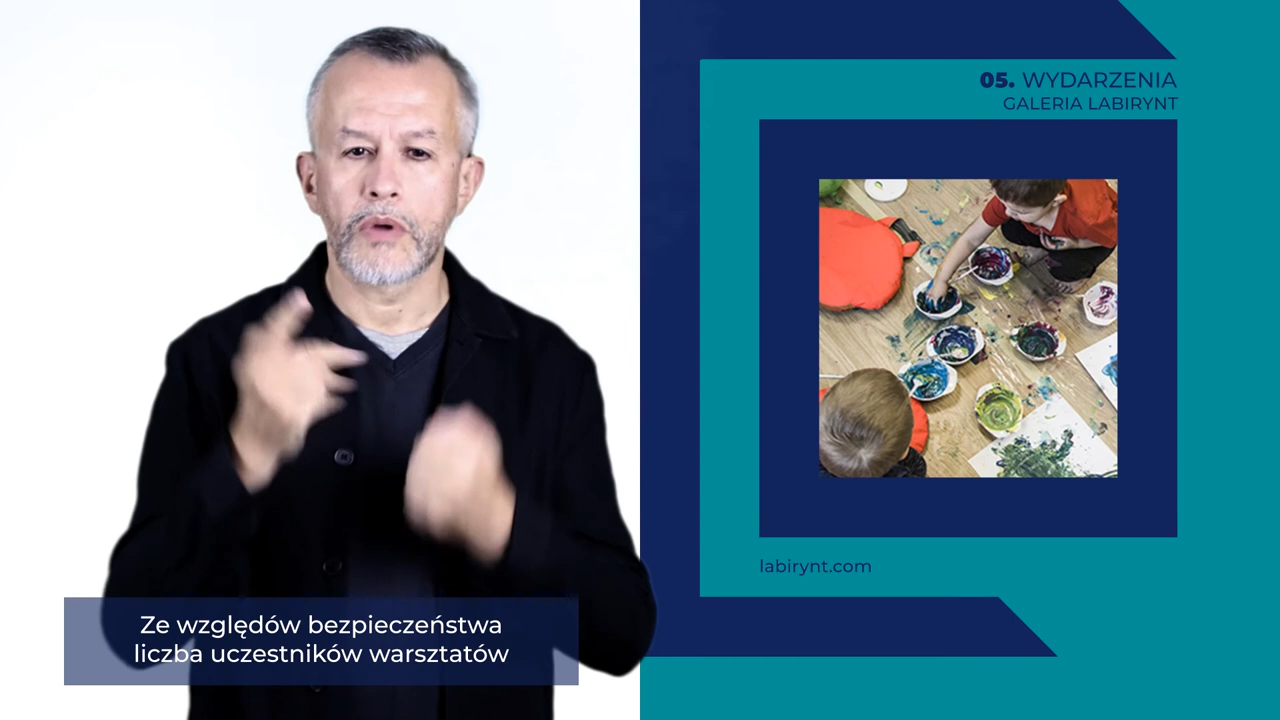 05. WYDARZENIA
GALERIA LABIRYNT
labirynt.com
Ze względów bezpieczeństwa
liczba uczestników warsztatów